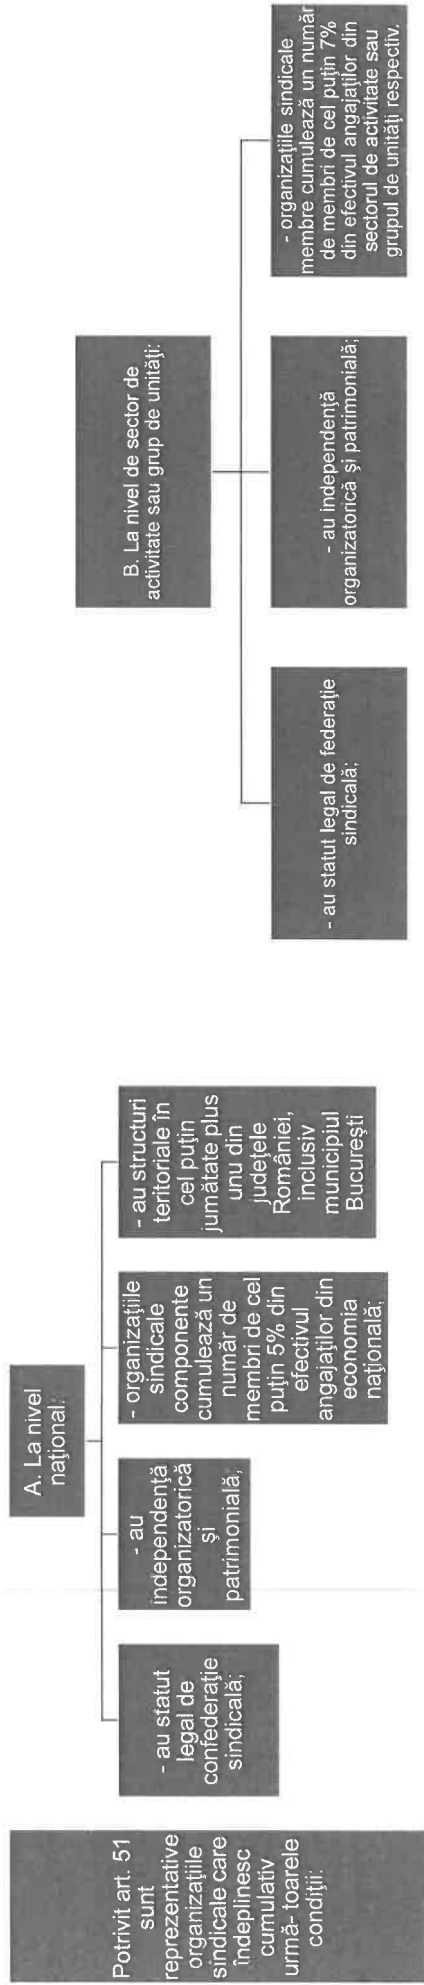 Potrivit art. 51
sunt
reprezentative
organizațiile
sindicale care
îndeplinesc
cumulativ
urmă- toarele
condiții:
A. La nivel
național:
- au statut
legal de
confederație
sindicală;
- au
independență
organizatorică
și
patrimonială;
- organizațiile
sindicale
componente
cumulează un
număr de
membri de cel
puțin 5% din
efectivul
angajaților din
economia
națională;
- au structuri
teritoriale în
cel puțin
jumătate plus
unu din
județele
României,
inclusiv
municipiul
București
B. La nivel de sector de
activitate sau grup de unități:
- au statut legal de federație
sindicală;
- au independență
organizatorică și patrimonială;
- organizațiile sindicale
membre cumulează un număr
de membri de cel puțin 7%
din efectivul angajaților din
sectorul de activitate sau
grupul de unități respectiv.